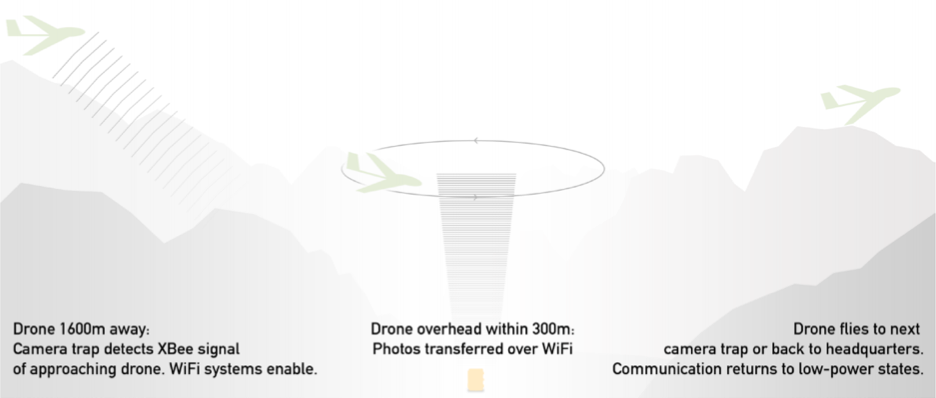 Drone 1600m away:
Camera trap detects XBee signal
of approaching drone. WiFi systems enable.
Drone overhead within 300m:
Photos transferred over WiFi
Drone flies to next
camera trap or back to headquarters.
Communication returns to low-power states.